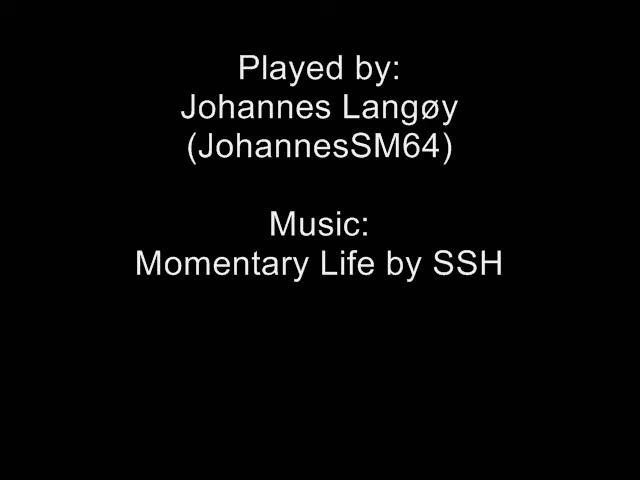 Played by:
Johannes Langøy
(JohannesSM64)
Music:
Momentary Life by SSH